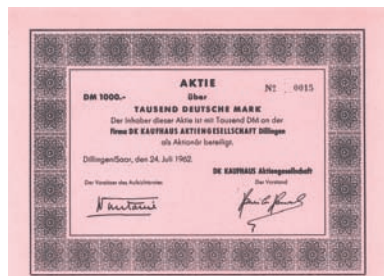 AKTIE
Nº 0015
DM 1000.-
über
TAUSEND DEUTSCHE MARK
Der Inhaber dieser Aktie ist mit Tausend DM an der
Firma DK KAUFHAUS AKTIENGESELLSCHAFT Dillingen
als Aktionär beteiligt.
Dillingen/Saar, den 24. Juli 1962
DK KAUFHAUS Aktiengesellschaft
Der Vorsitzer des Aufsichtsrates
Der Vorstand